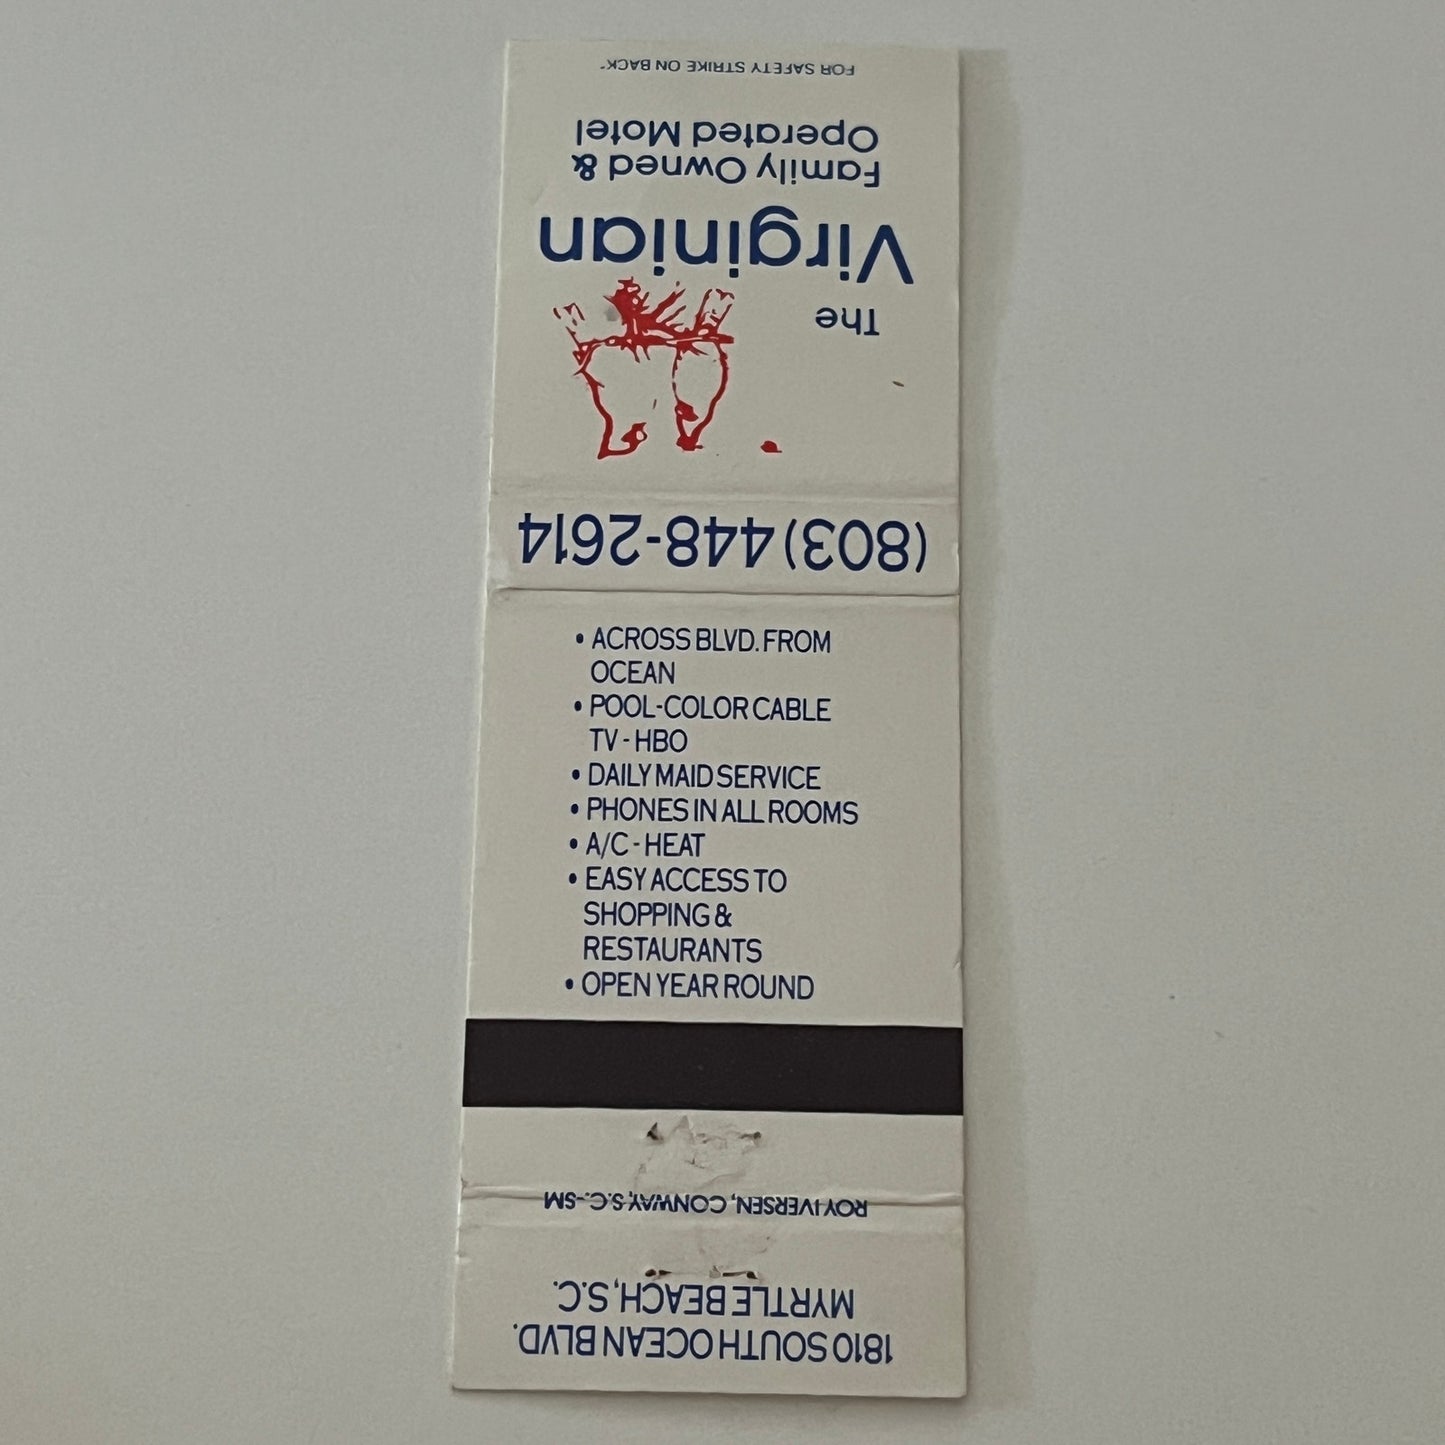 FOR SAFETY STRIKE ON BACK
The
Virginian
Family Owned &
Operated Motel
(803) 448-2614
• ACROSS BLVD. FROM
OCEAN
• POOL-COLOR CABLE
TV - HBO
• DAILY MAID SERVICE
• PHONES IN ALL ROOMS
• A/C - HEAT
• EASY ACCESS TO
SHOPPING &
RESTAURANTS
• OPEN YEAR ROUND
ROY IVERSEN, CONWAY, S.C.-SM
1810 SOUTH OCEAN BLVD.
MYRTLE BEACH, S.C.